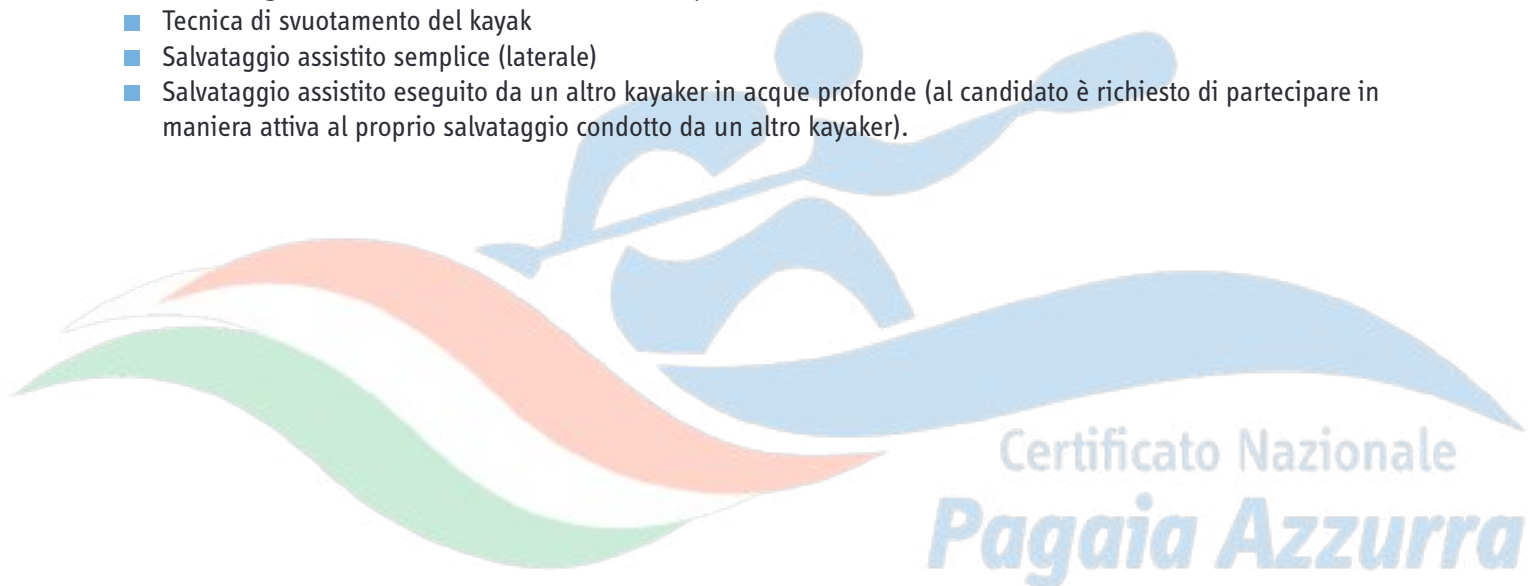 Tecnica di svuotamento del kayak
Salvataggio assistito semplice (laterale)
Salvataggio assistito eseguito da un altro kayaker in acque profonde (al candidato è richiesto di partecipare in
maniera attiva al proprio salvataggio condotto da un altro kayaker).
Certificato Nazionale
Pagaia Azzurra